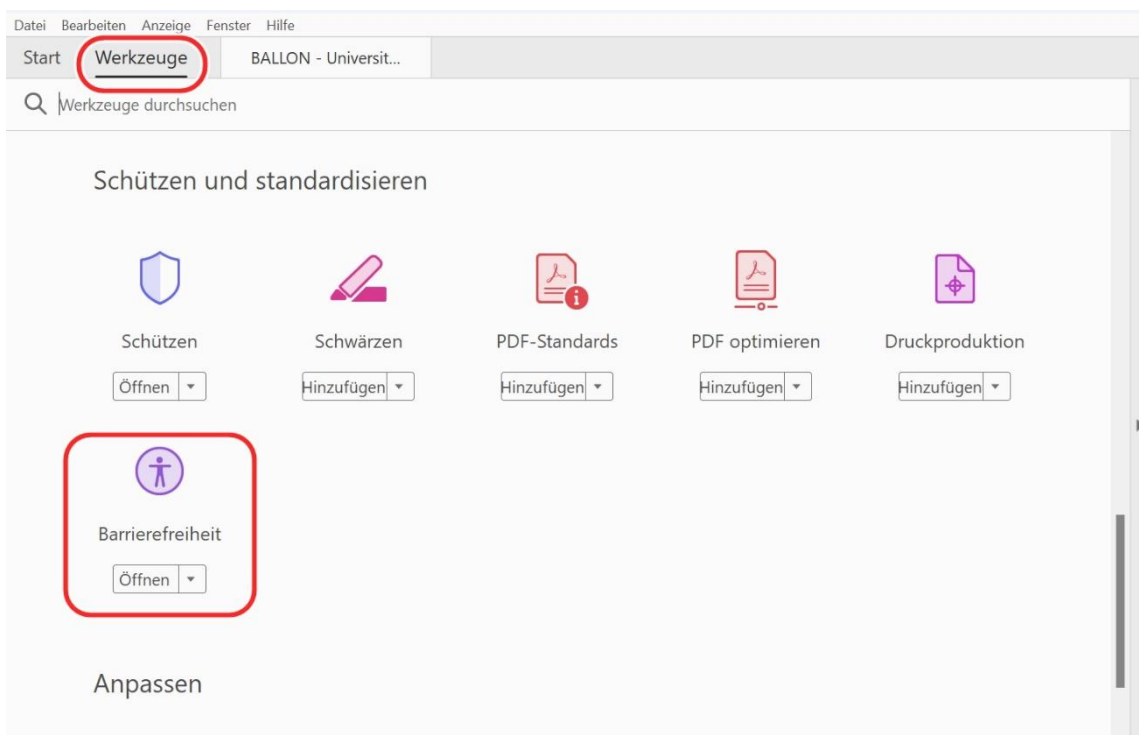 Datei Bearbeiten Anzeige Fenster Hilfe
Start Werkzeuge BALLON - Universit...
Werkzeuge durchsuchen
Schützen und standardisieren
Schützen Schwärzen PDF-Standards PDF optimieren Druckproduktion
Öffnen Hinzufügen Hinzufügen Hinzufügen Hinzufügen
Barrierefreiheit
Öffnen
Anpassen